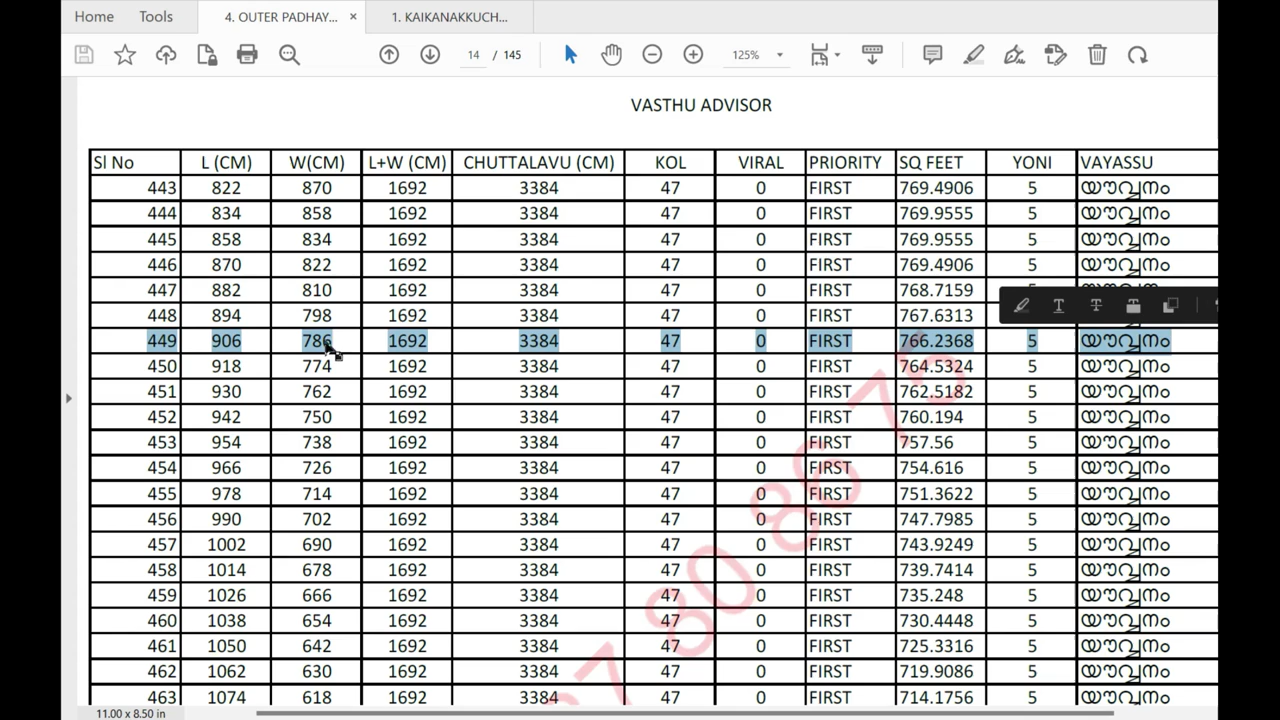 Home Tools 4. OUTER PADHAY... × 1. KAIKANAKKUCH...
14 / 145 125%
VASTHU ADVISOR
Sl No L (CM) W(CM) L+W (CM) CHUTTALAVU (CM) KOL VIRAL PRIORITY SQ FEET YONI VAYASSU
443 822 870 1692 3384 47 0 FIRST 769.4906 5 യൗവ്വനം
444 834 858 1692 3384 47 0 FIRST 769.9555 5 യൗവ്വനം
445 858 834 1692 3384 47 0 FIRST 769.9555 5 യൗവ്വനം
446 870 822 1692 3384 47 0 FIRST 769.4906 5 യൗവ്വനം
447 882 810 1692 3384 47 0 FIRST 768.7159
448 894 798 1692 3384 47 0 FIRST 767.6313
449 906 786 1692 3384 47 0 FIRST 766.2368 5 യൗവ്വനം
450 918 774 1692 3384 47 0 FIRST 764.5324 5 യൗവ്വനം
451 930 762 1692 3384 47 0 FIRST 762.5182 5 യൗവ്വനം
452 942 750 1692 3384 47 0 FIRST 760.194 5 യൗവ്വനം
453 954 738 1692 3384 47 0 FIRST 757.56 5 യൗവ്വനം
454 966 726 1692 3384 47 0 FIRST 754.616 5 യൗവ്വനം
455 978 714 1692 3384 47 0 FIRST 751.3622 5 യൗവ്വനം
456 990 702 1692 3384 47 0 FIRST 747.7985 5 യൗവ്വനം
457 1002 690 1692 3384 47 0 FIRST 743.9249 5 യൗവ്വനം
458 1014 678 1692 3384 47 0 FIRST 739.7414 5 യൗവ്വനം
459 1026 666 1692 3384 47 0 FIRST 735.248 5 യൗവ്വനം
460 1038 654 1692 3384 47 0 FIRST 730.4448 5 യൗവ്വനം
461 1050 642 1692 3384 47 0 FIRST 725.3316 5 യൗവ്വനം
462 1062 630 1692 3384 47 0 FIRST 719.9086 5 യൗവ്വനം
463 1074 618 1692 3384 47 0 FIRST 714.1756 5 യൗവ്വനം
80 86 75
11.00 x 8.50 in